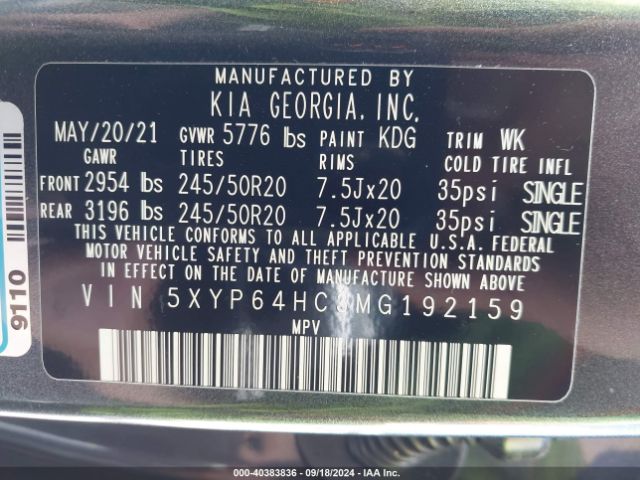 MANUFACTURED BY
KIA GEORGIA, INC.
MAY/20/21 GVWR 5776 lbs PAINT KDG TRIM WK
GAWR TIRES RIMS COLD TIRE INFL
FRONT 2954 lbs 245/50R20 7.5Jx20 35psi SINGLE
REAR 3196 lbs 245/50R20 7.5Jx20 35psi SINGLE
THIS VEHICLE CONFORMS TO ALL APPLICABLE U.S.A. FEDERAL
MOTOR VEHICLE SAFETY AND THEFT PREVENTION STANDARDS
IN EFFECT ON THE DATE OF MANUFACTURE SHOWN ABOVE
VIN 5XYP64HC3MG192159
MPV
9110
000-40383836 - 09/18/2024 - IAA Inc.